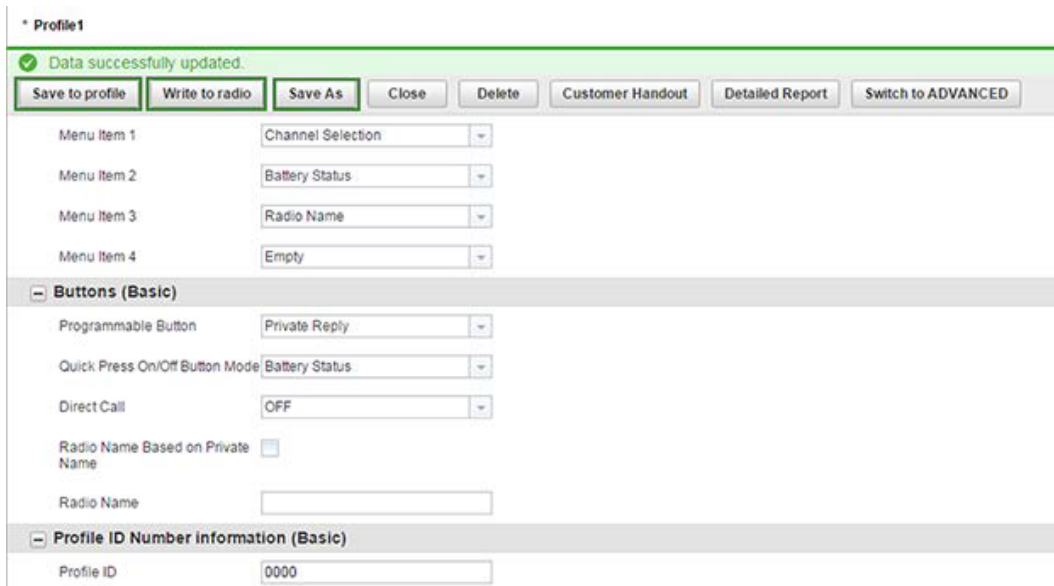 * Profile1
Data successfully updated.
Save to profile Write to radio Save As Close Delete Customer Handout Detailed Report Switch to ADVANCED
Menu Item 1 Channel Selection
Menu Item 2 Battery Status
Menu Item 3 Radio Name
Menu Item 4 Empty
Buttons (Basic)
Programmable Button Private Reply
Quick Press On/Off Button Mode Battery Status
Direct Call OFF
Radio Name Based on Private
Name
Radio Name
Profile ID Number information (Basic)
Profile ID 0000